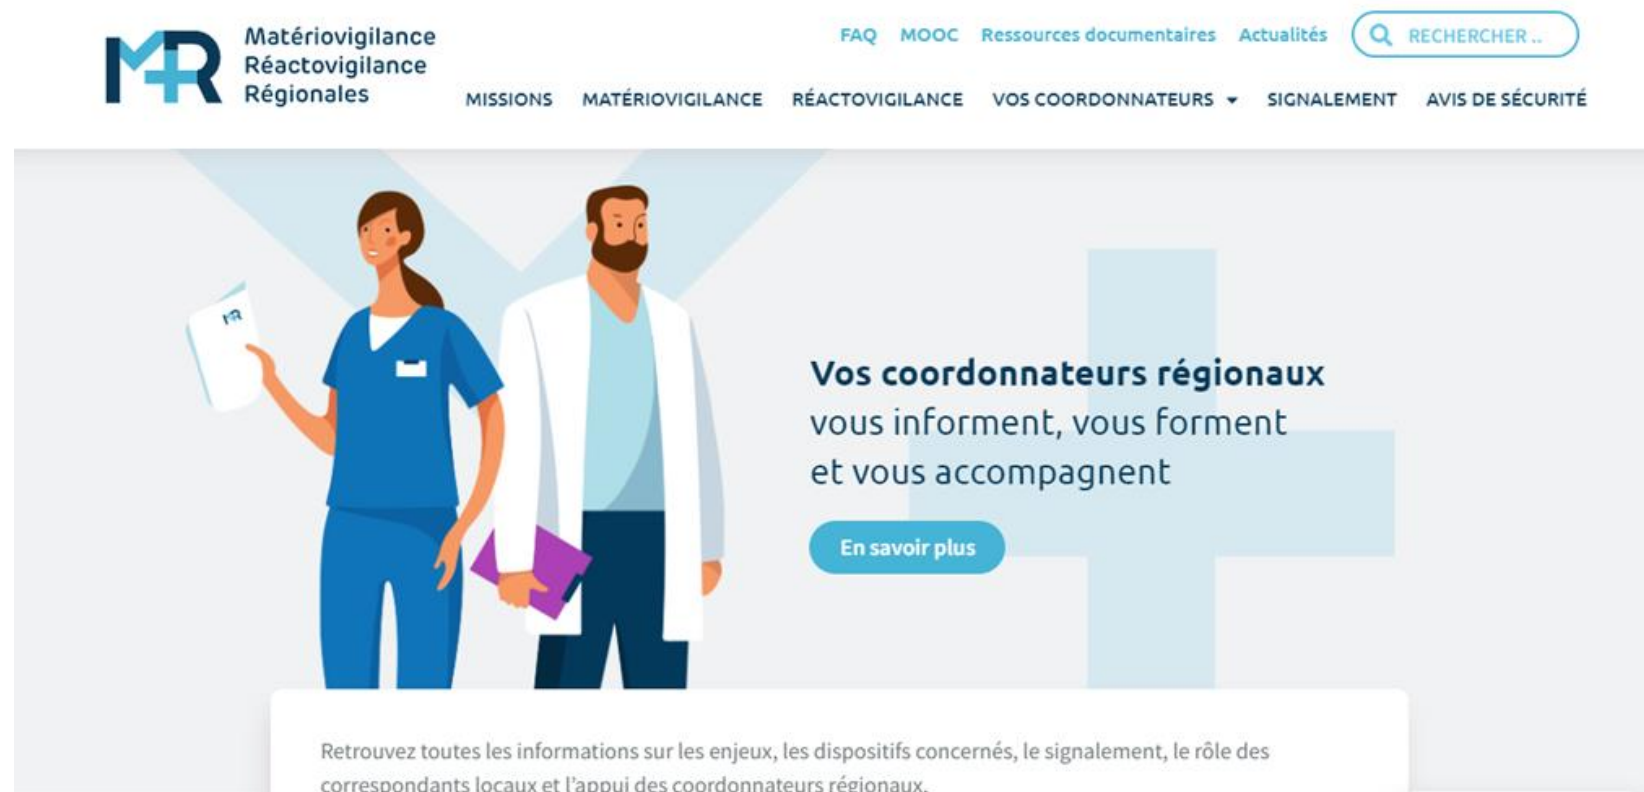 Matériovigilance
Réactovigilance
Régionales
FAQ MOOC Ressources documentaires Actualités RECHERCHER ..
MISSIONS MATÉRIOVIGILANCE RÉACTOVIGILANCE VOS COORDONNATEURS SIGNALEMENT AVIS DE SÉCURITÉ
MR
Vos coordonnateurs régionaux
vous informent, vous forment
et vous accompagnent
En savoir plus
Retrouvez toutes les informations sur les enjeux, les dispositifs concernés, le signalement, le rôle des
correspondants locaux et l'appui des coordonnateurs régionaux.